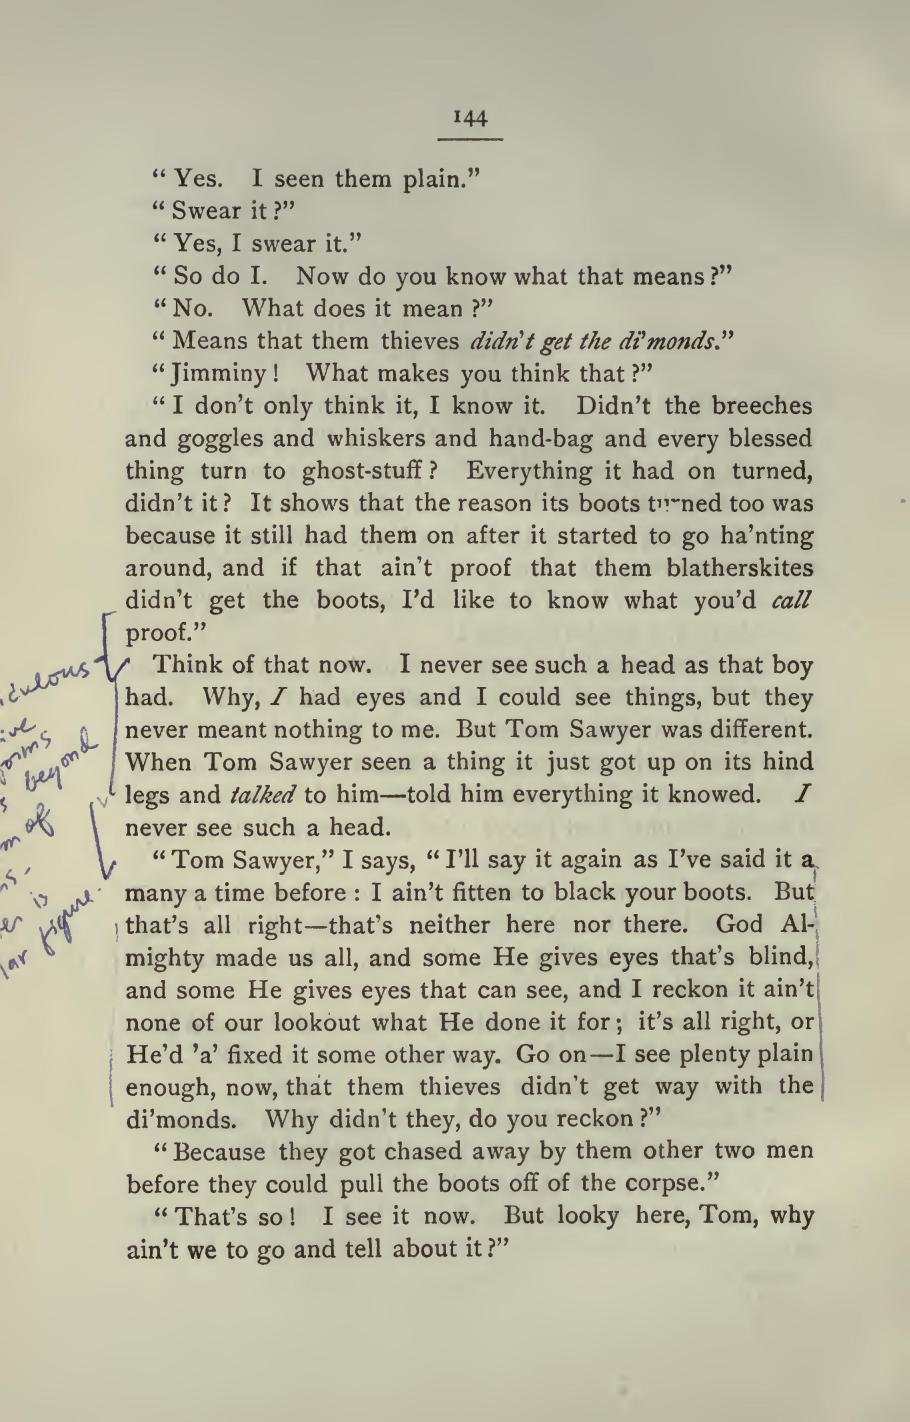 144
“ Yes. I seen them plain.”
“ Swear it ?”
“ Yes, I swear it.”
“ So do I. Now do you know what that means ?”
“ No. What does it mean ?”
“ Means that them thieves didn't get the di'monds.”
“ Jimminy ! What makes you think that ?”
“ I don't only think it, I know it. Didn't the breeches
and goggles and whiskers and hand-bag and every blessed
thing turn to ghost-stuff ? Everything it had on turned,
didn't it ? It shows that the reason its boots turned too was
because it still had them on after it started to go ha'nting
around, and if that ain't proof that them blatherskites
didn't get the boots, I'd like to know what you'd call
proof.”
Think of that now. I never see such a head as that boy
had. Why, I had eyes and I could see things, but they
never meant nothing to me. But Tom Sawyer was different.
When Tom Sawyer seen a thing it just got up on its hind
legs and talked to him—told him everything it knowed. I
never see such a head.
“ Tom Sawyer,” I says, “ I'll say it again as I've said it a
many a time before : I ain't fitten to black your boots. But
that's all right—that's neither here nor there. God Al-
mighty made us all, and some He gives eyes that's blind,
and some He gives eyes that can see, and I reckon it ain't
none of our lookout what He done it for ; it's all right, or
He'd 'a' fixed it some other way. Go on—I see plenty plain
enough, now, that them thieves didn't get way with the
di'monds. Why didn't they, do you reckon ?”
“ Because they got chased away by them other two men
before they could pull the boots off of the corpse.”
“ That's so ! I see it now. But looky here, Tom, why
ain't we to go and tell about it ?”
beyond
of
is
figure.